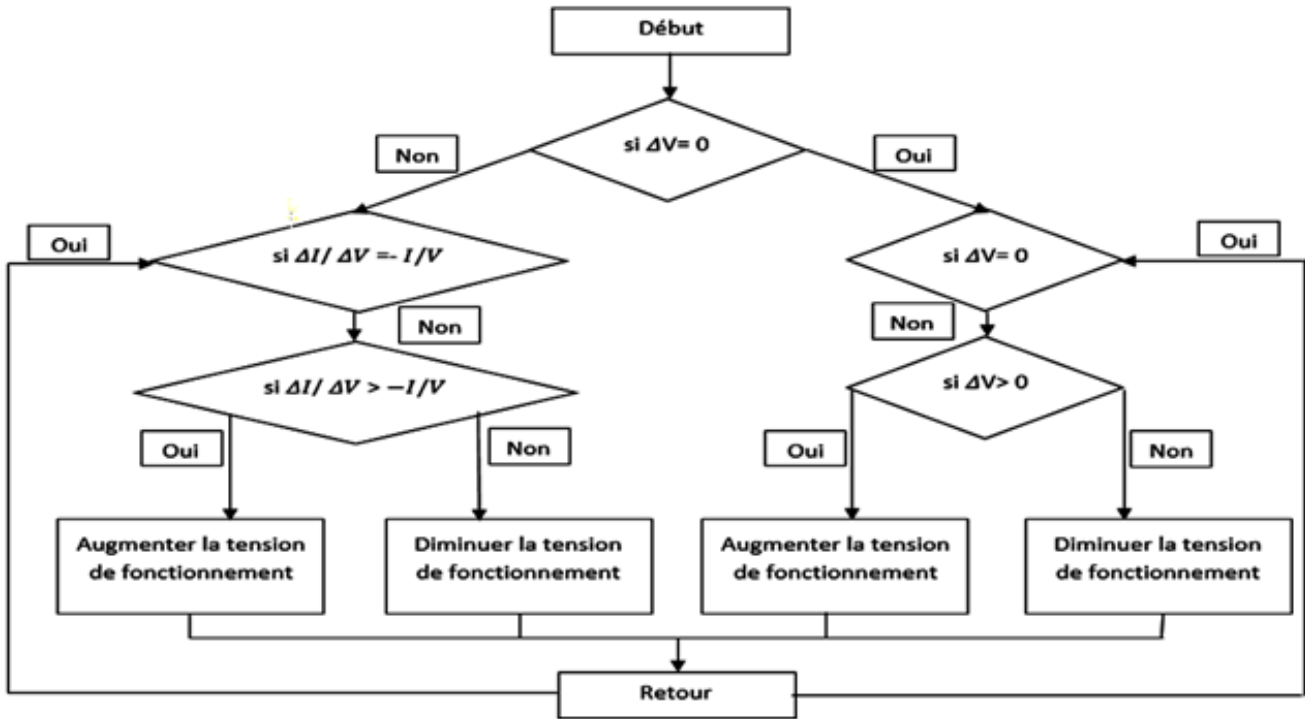 Début
si ΔV= 0
Non
Oui
Oui
si ΔI/ ΔV =- I/V
si ΔV= 0
Oui
Non
Non
si ΔI/ ΔV > −I/V
si ΔV> 0
Oui
Non
Oui
Non
Augmenter la tension
de fonctionnement
Diminuer la tension
de fonctionnement
Augmenter la tension
de fonctionnement
Diminuer la tension
de fonctionnement
Retour